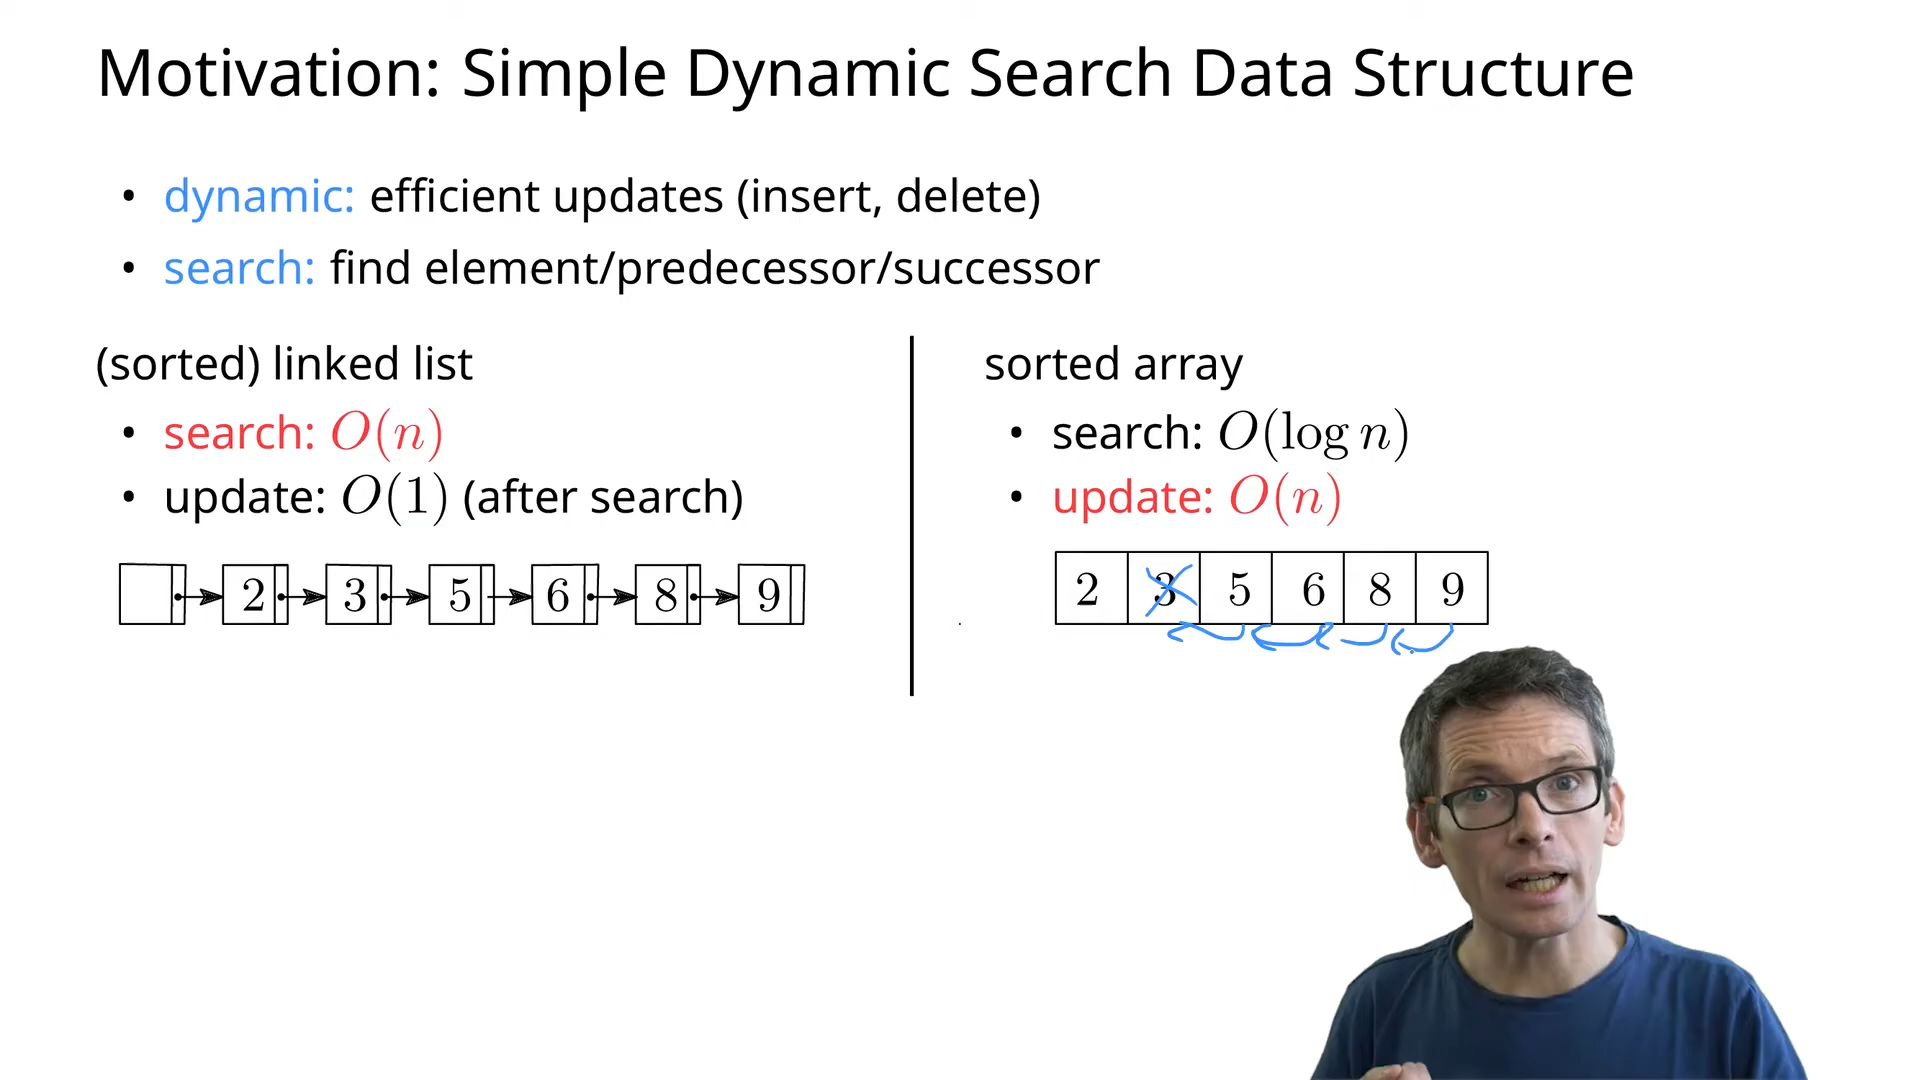 Motivation: Simple Dynamic Search Data Structure
• dynamic: efficient updates (insert, delete)
• search: find element/predecessor/successor
(sorted) linked list
• search: O(n)
• update: O(1) (after search)
2 3 5 6 8 9
sorted array
• search: O(log n)
• update: O(n)
2 3 5 6 8 9